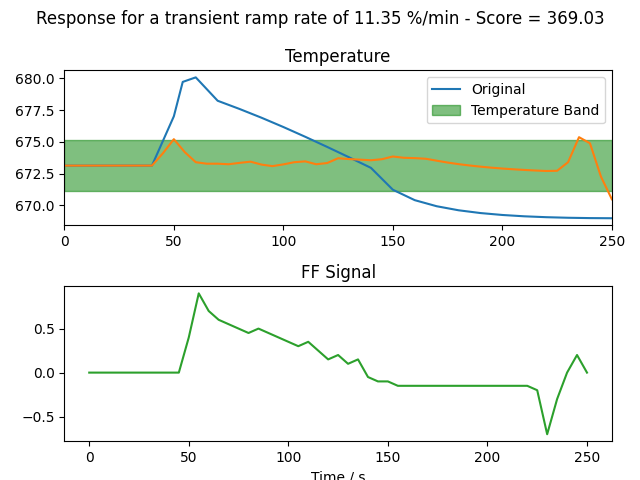 Response for a transient ramp rate of 11.35 %/min - Score = 369.03
Temperature
680.0
677.5
675.0
672.5
670.0
Original
Temperature Band
0 50 100 150 200 250
FF Signal
0.5
0.0
−0.5
0 50 100 150 200 250
Time / s